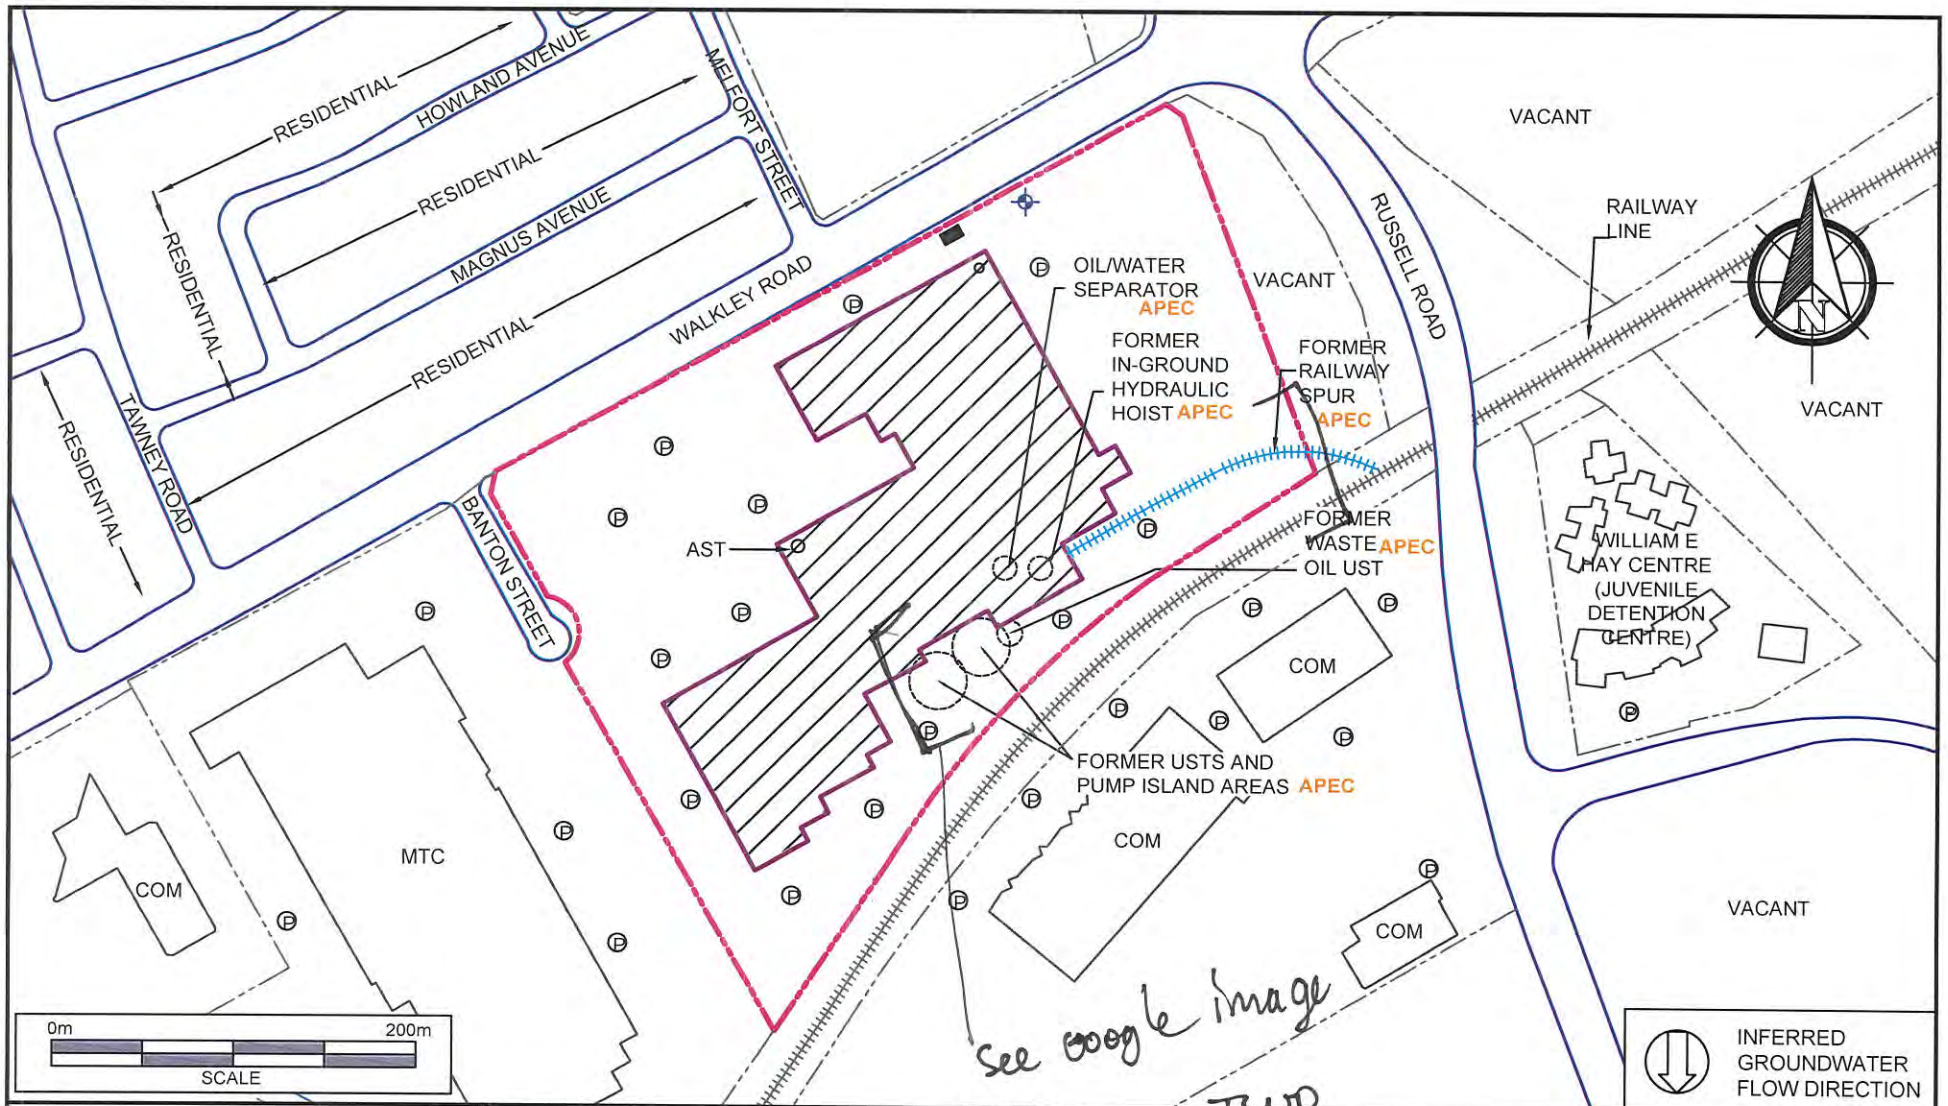 HOWLAND AVENUE
RESIDENTIAL
MELFORT STREET
RESIDENTIAL
MAGNUS AVENUE
RESIDENTIAL
RESIDENTIAL
WALKLEY ROAD
TAWNEY ROAD
RESIDENTIAL
BANTON STREET
VACANT
RAILWAY
LINE
RUSSELL ROAD
N
VACANT
VACANT
P
OIL/WATER
SEPARATOR
APEC
P
FORMER
IN-GROUND
HYDRAULIC
HOIST APEC
FORMER
RAILWAY
SPUR
APEC
P
P
P
P
AST
FORMER
WASTE APEC
OIL UST
WILLIAM E
HAY CENTRE
(JUVENILE
DETENTION
CENTRE)
P
P
P
P
P
P
COM
P
P
P
P
P
FORMER USTS AND
PUMP ISLAND AREAS APEC
P
P
P
P
COM
MTC
COM
P
P
P
P
P
COM
VACANT
See google image
0m 200m
SCALE
INFERRED
GROUNDWATER
FLOW DIRECTION